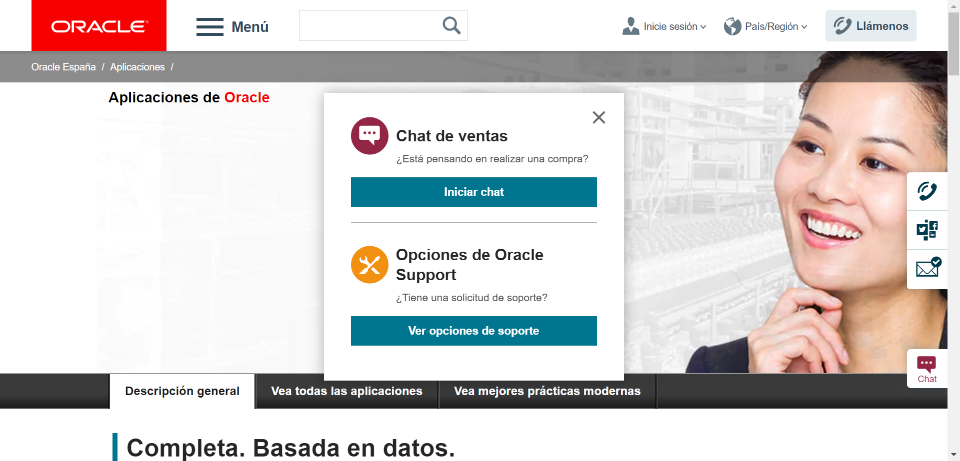 ORACLE
Menú
Inicie sesión
País/Región
Llámenos
Oracle España / Aplicaciones /
Aplicaciones de Oracle
Chat de ventas
¿Está pensando en realizar una compra?
Iniciar chat
Opciones de Oracle
Support
¿Tiene una solicitud de soporte?
Ver opciones de soporte
Chat
Descripción general
Vea todas las aplicaciones
Vea mejores prácticas modernas
Completa. Basada en datos.